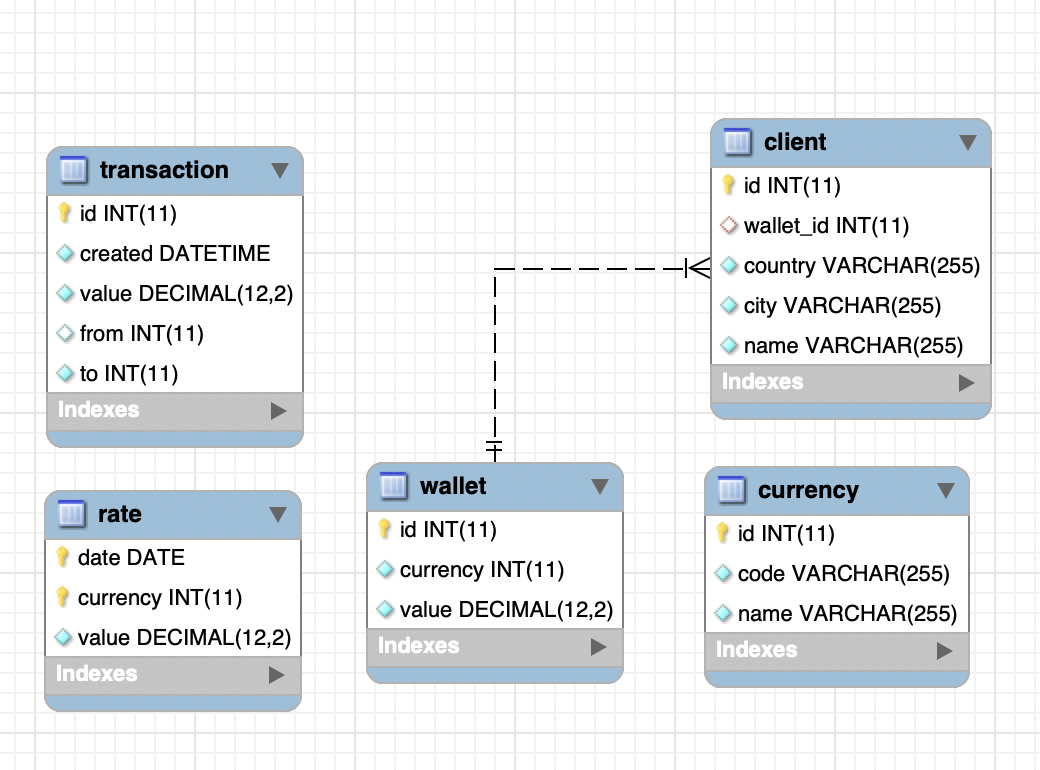 transaction
id INT(11)
created DATETIME
value DECIMAL(12,2)
from INT(11)
to INT(11)
Indexes
client
id INT(11)
wallet_id INT(11)
country VARCHAR(255)
city VARCHAR(255)
name VARCHAR(255)
Indexes
rate
date DATE
currency INT(11)
value DECIMAL(12,2)
Indexes
wallet
id INT(11)
currency INT(11)
value DECIMAL(12,2)
Indexes
currency
id INT(11)
code VARCHAR(255)
name VARCHAR(255)
Indexes